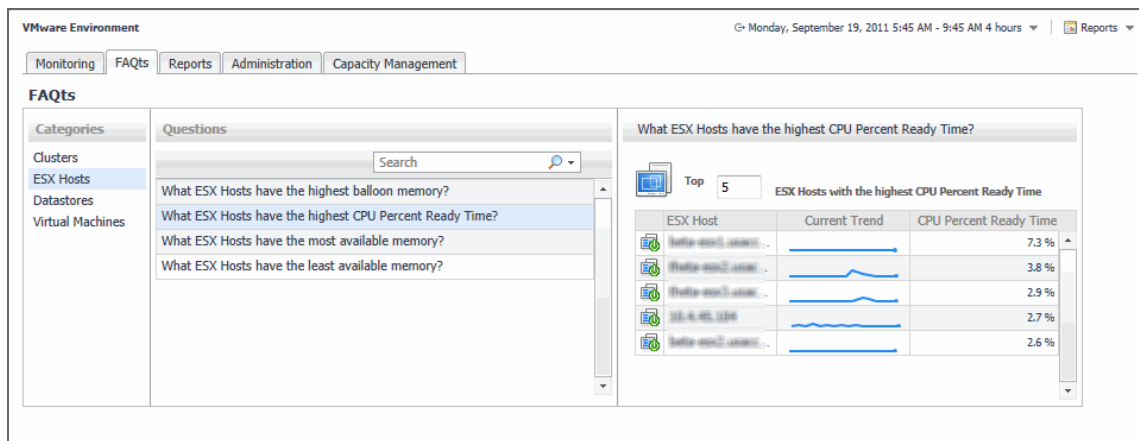 VMware Environment
Monday, September 19, 2011 5:45 AM - 9:45 AM 4 hours
Reports
Monitoring FAQts Reports Administration Capacity Management
FAQts
Categories
Clusters
ESX Hosts
Datastores
Virtual Machines
Questions
Search
What ESX Hosts have the highest balloon memory?
What ESX Hosts have the highest CPU Percent Ready Time?
What ESX Hosts have the most available memory?
What ESX Hosts have the least available memory?
What ESX Hosts have the highest CPU Percent Ready Time?
Top 5 ESX Hosts with the highest CPU Percent Ready Time
ESX Host Current Trend CPU Percent Ready Time
7.3 %
3.8 %
2.9 %
2.7 %
2.6 %